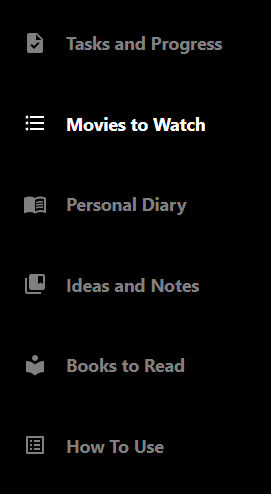 Tasks and Progress
Movies to Watch
Personal Diary
Ideas and Notes
Books to Read
How To Use